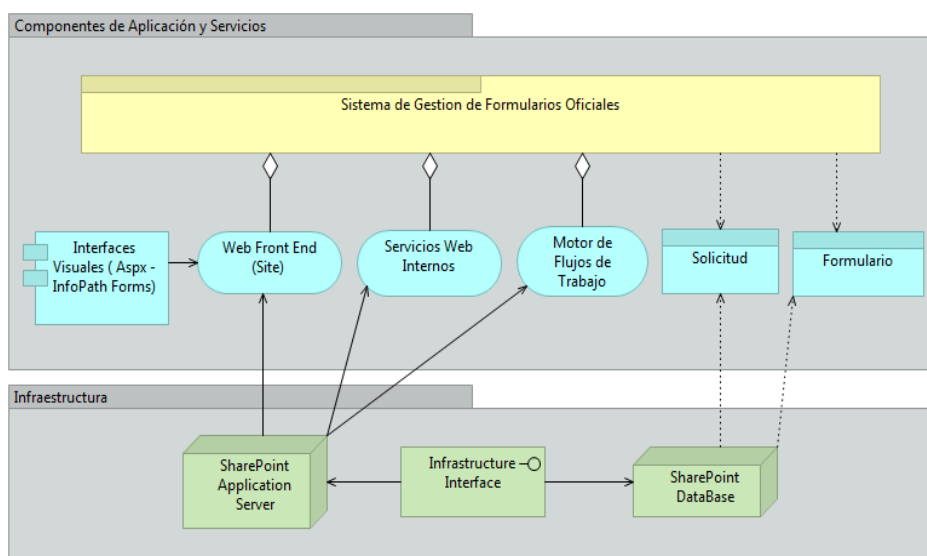 Componentes de Aplicación y Servicios
Sistema de Gestion de Formularios Oficiales
Interfaces
Visuales ( Aspx -
InfoPath Forms)
Web Front End
(Site)
Servicios Web
Internos
Motor de
Flujos de
Trabajo
Solicitud
Formulario
Infraestructura
SharePoint
Application
Server
Infrastructure
Interface
SharePoint
DataBase